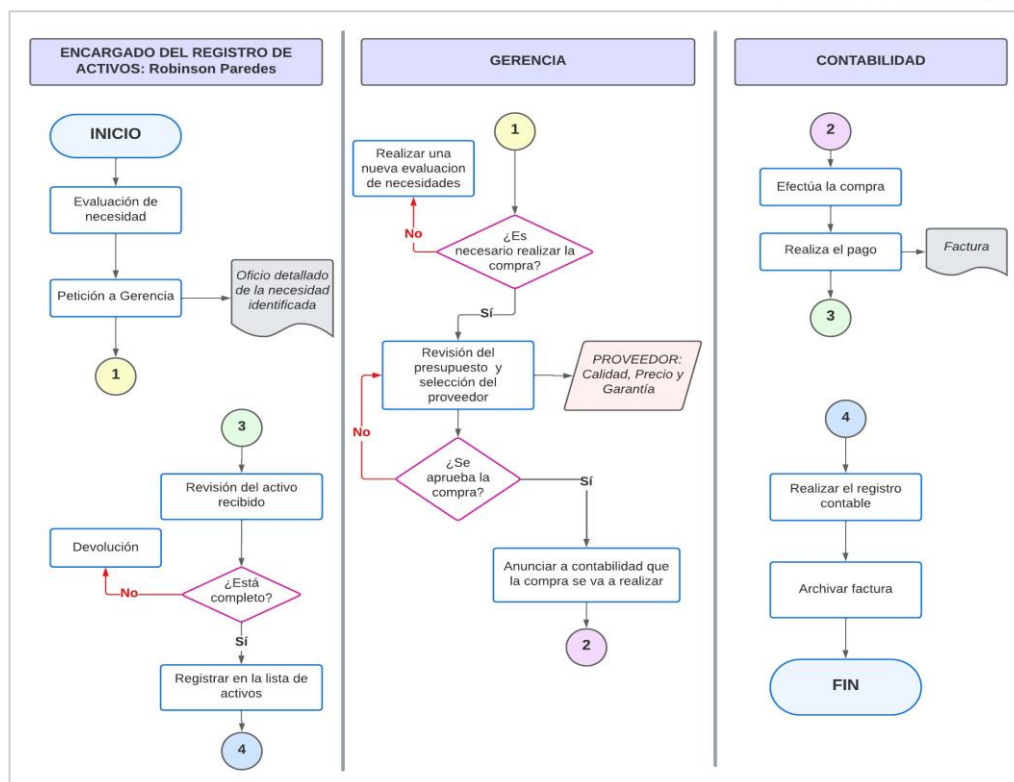 ENCARGADO DEL REGISTRO DE
ACTIVOS: Robinson Paredes
INICIO
Evaluación de
necesidad
Petición a Gerencia
Oficio detallado
de la necesidad
identificada
1
3
Revisión del activo
recibido
Devolución
¿Está
completo?
No
Sí
Registrar en la lista de
activos
4
GERENCIA
1
Realizar una
nueva evaluacion
de necesidades
No
¿Es
necesario realizar la
compra?
Sí
Revisión del
presupuesto y
selección del
proveedor
PROVEEDOR:
Calidad, Precio y
Garantía
No
¿Se
aprueba la
compra?
Sí
Anunciar a contabilidad que
la compra se va a realizar
2
CONTABILIDAD
2
Efectúa la compra
Realiza el pago
Factura
3
4
Realizar el registro
contable
Archivar factura
FIN